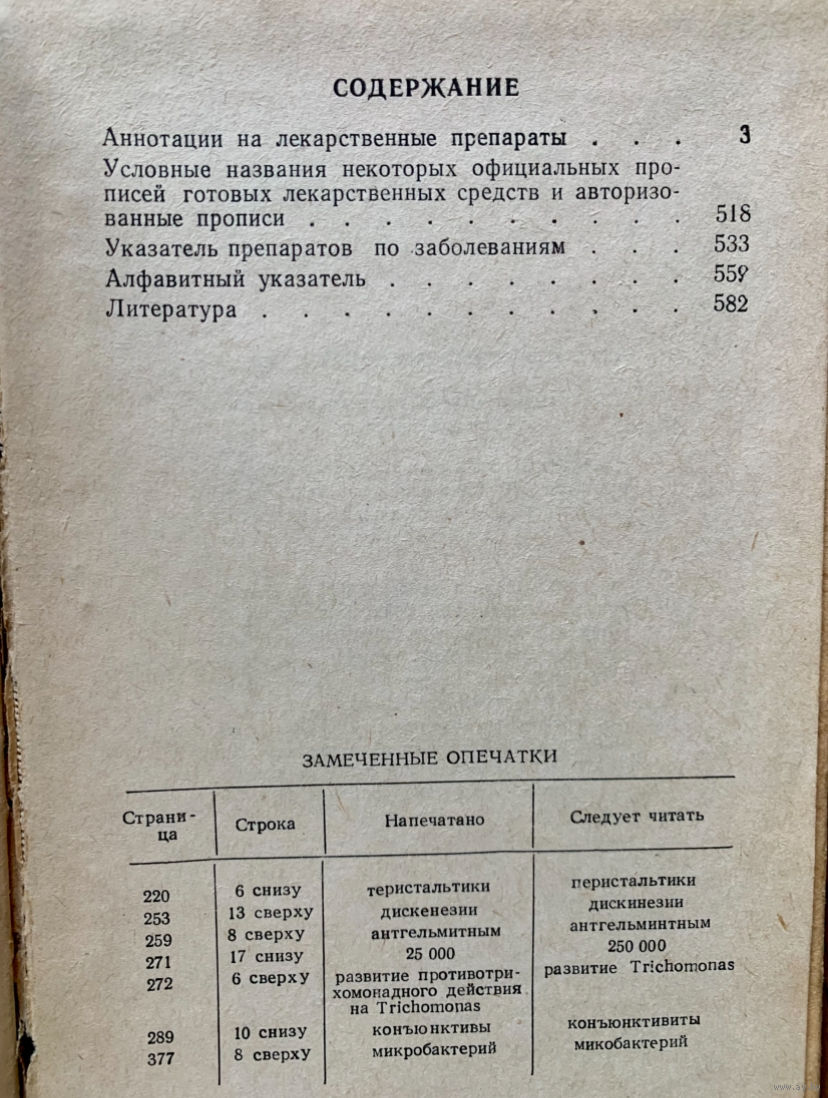 СОДЕРЖАНИЕ
Аннотации на лекарственные препараты . . . 3
Условные названия некоторых официальных про-
писей готовых лекарственных средств и авторизо-
ванные прописи . . . . . . . . . . 518
Указатель препаратов по заболеваниям . . . 533
Алфавитный указатель . . . . . . . . 559
Литература . . . . . . . . . . . 582
ЗАМЕЧЕННЫЕ ОПЕЧАТКИ
Страни-
ца
Строка
Напечатано
Следует читать
220 6 снизу теристальтики перистальтики
253 13 сверху дискенезии дискинезии
259 8 сверху антгельмитным антгельминтным
271 17 снизу 25 000 250 000
272 6 сверху развитие противотри- развитие Trichomonas
хомонадного действия
на Trichomonas
289 10 снизу конъюнктивы конъюнктивиты
377 8 сверху микробактерий микобактерий